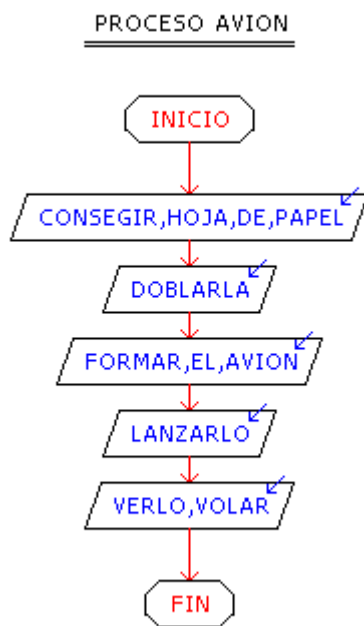 PROCESO AVION
INICIO
CONSEGIR,HOJA,DE,PAPEL
DOBLARLA
FORMAR,EL,AVION
LANZARLO
VERLO,VOLAR
FIN